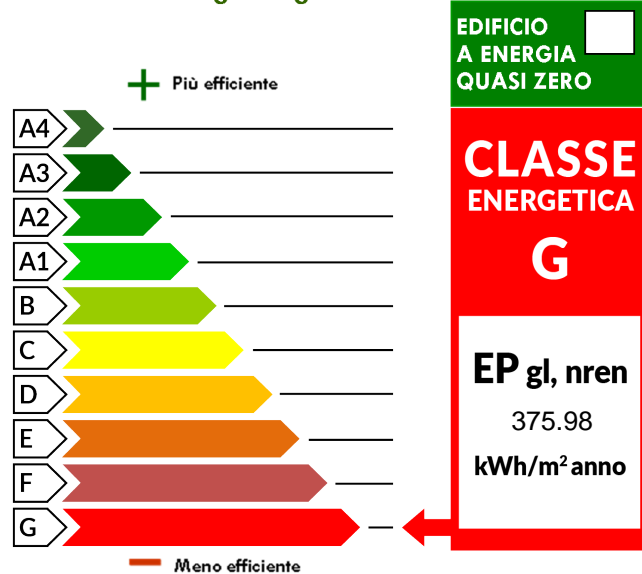 EDIFICIO
A ENERGIA
QUASI ZERO
Più efficiente
A4
A3
A2
A1
B
C
D
E
F
G
Meno efficiente
CLASSE
ENERGETICA
G
EP gl, nren
375.98
kWh/m² anno